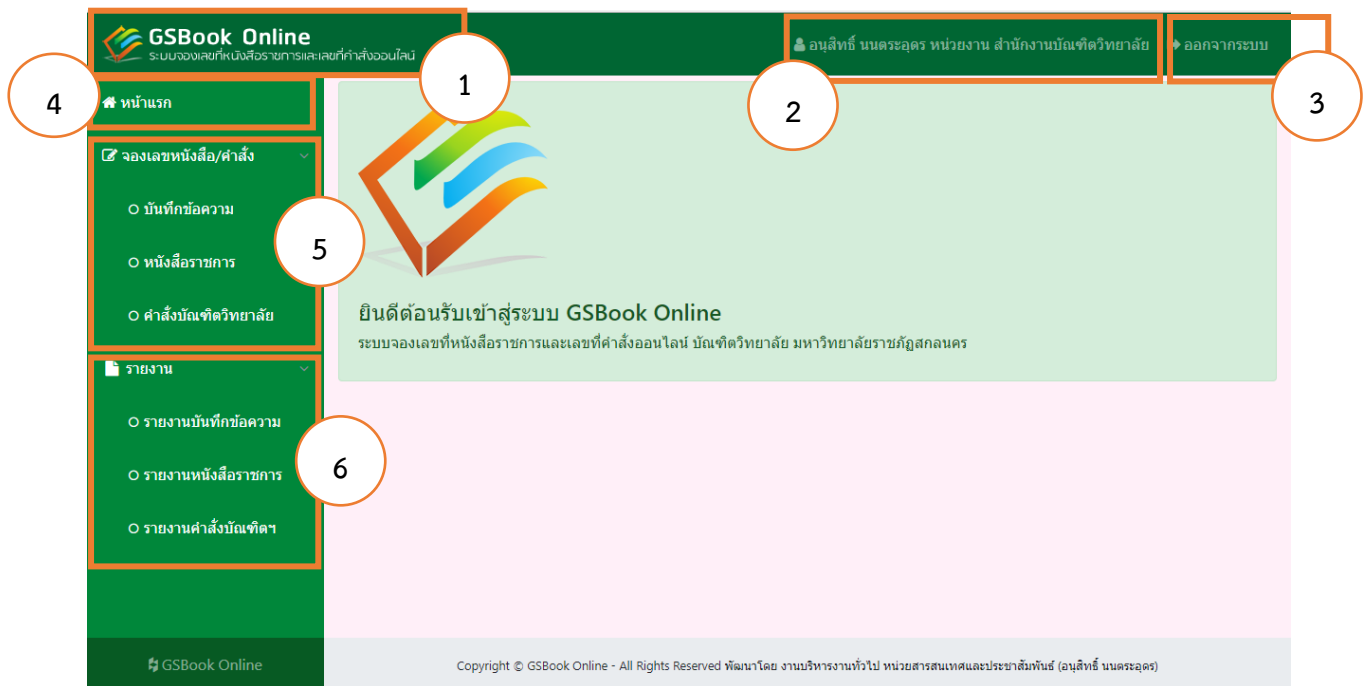 GSBook Online
ระบบจองเลขที่หนังสือราชการและเลขที่คำสั่งออนไลน์
อนุสิทธิ์ นนตระอุดร หน่วยงาน สำนักงานบัณฑิตวิทยาลัย
ออกจากระบบ
1
2
3
4
หน้าแรก
จองเลขหนังสือ/คำสั่ง
บันทึกข้อความ
หนังสือราชการ
คำสั่งบัณฑิตวิทยาลัย
5
รายงาน
รายงานบันทึกข้อความ
รายงานหนังสือราชการ
รายงานคำสั่งบัณฑิตฯ
6
ยินดีต้อนรับเข้าสู่ระบบ GSBook Online
ระบบจองเลขที่หนังสือราชการและเลขที่คำสั่งออนไลน์ บัณฑิตวิทยาลัย มหาวิทยาลัยราชภัฏสกลนคร
GSBook Online
Copyright © GSBook Online - All Rights Reserved พัฒนาโดย งานบริหารงานทั่วไป หน่วยสารสนเทศและประชาสัมพันธ์ (อนุสิทธิ์ นนตระอุดร)